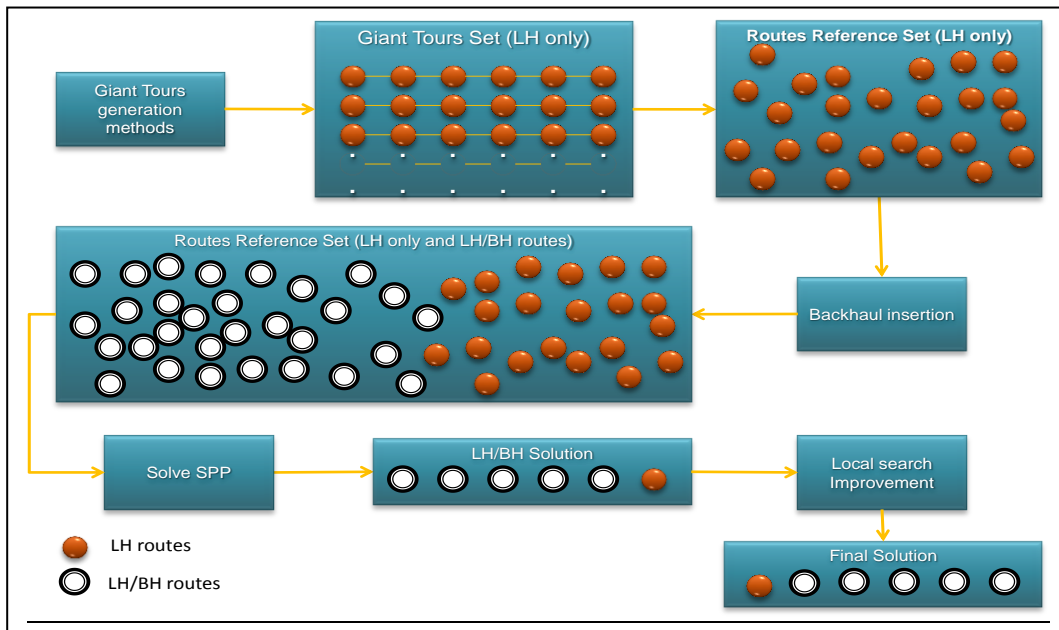 Giant Tours
generation
methods
Giant Tours Set (LH only)
Routes Reference Set (LH only)
Routes Reference Set (LH only and LH/BH routes)
Backhaul insertion
Solve SPP
LH/BH Solution
Local search
Improvement
LH routes
LH/BH routes
Final Solution